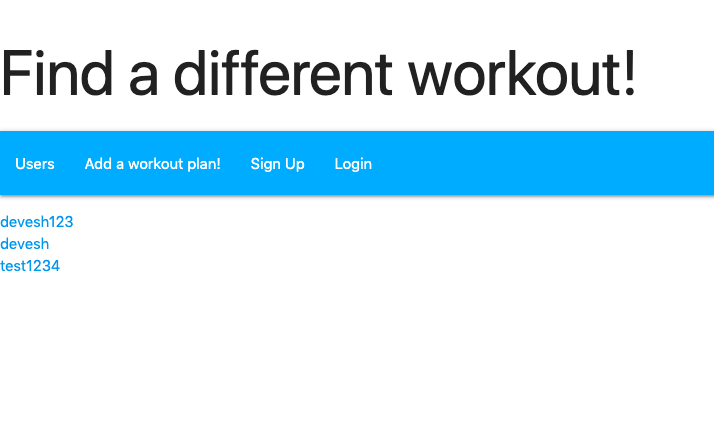 Find a different workout!
Users Add a workout plan! Sign Up Login
devesh123
devesh
test1234